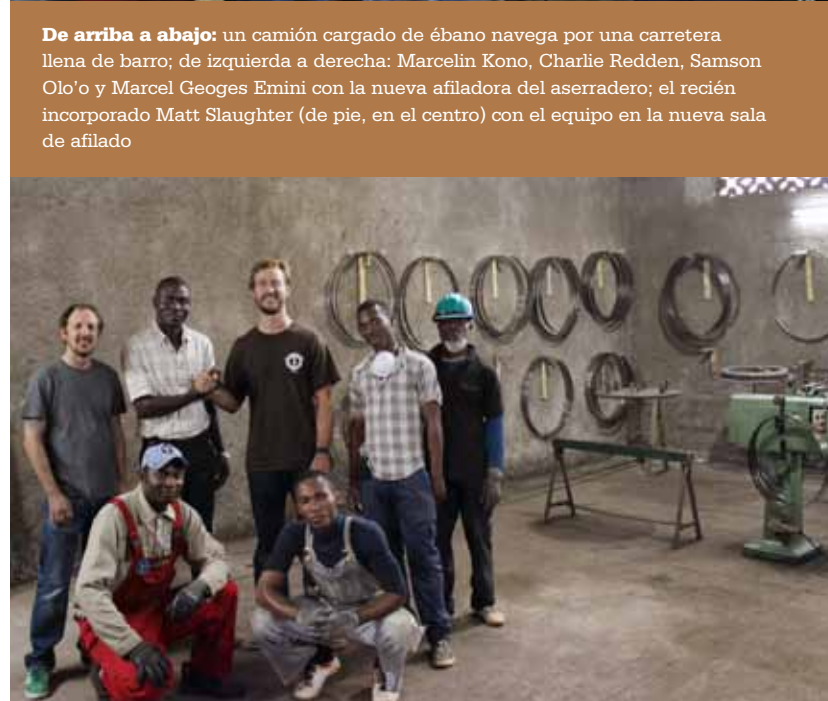 De arriba a abajo: un camión cargado de ébano navega por una carretera
llena de barro; de izquierda a derecha: Marcelin Kono, Charlie Redden, Samson
Olo’o y Marcel Geoges Emini con la nueva afiladora del aserradero; el recién
incorporado Matt Slaughter (de pie, en el centro) con el equipo en la nueva sala
de afilado